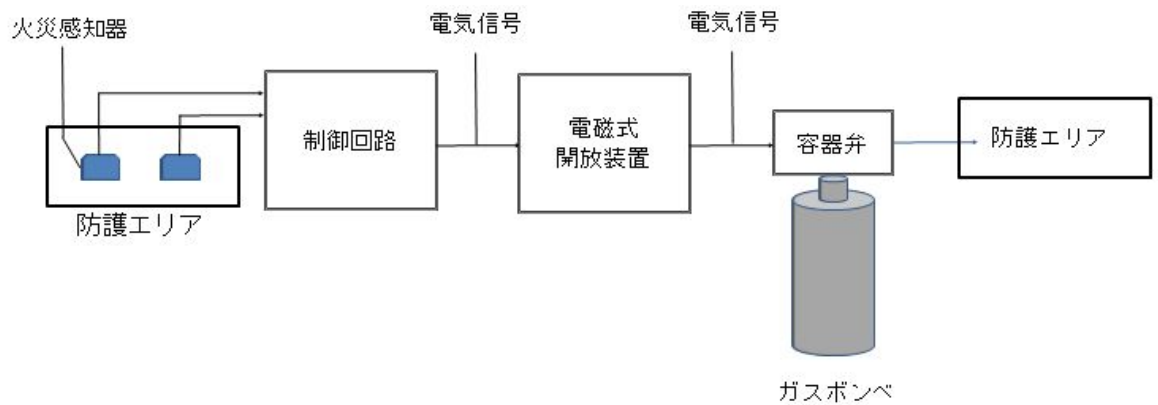 火災感知器
電気信号
電気信号
制御回路
電磁式
開放装置
容器弁
防護エリア
防護エリア
ガスボンベ